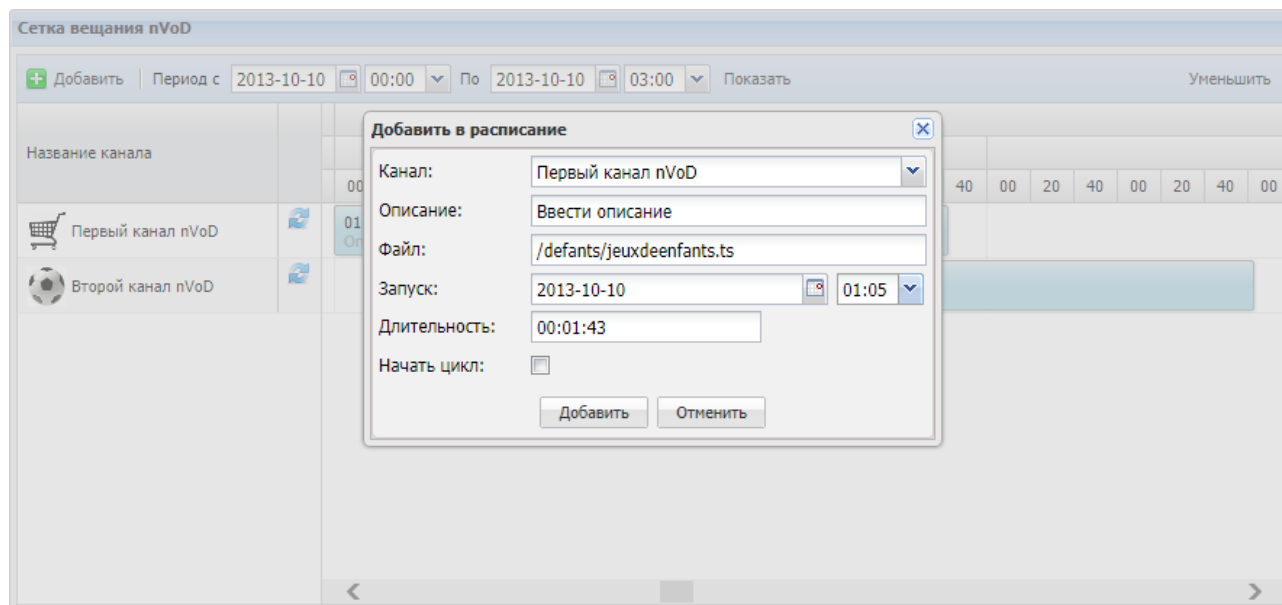 Сетка вещания nVoD
Добавить Период с 2013-10-10 00:00 По 2013-10-10 03:00 Показать Уменьшить
Добавить в расписание
Название канала
Канал: Первый канал nVoD
00 40 00 20 40 00 20 40 00
Описание: Ввести описание
Первый канал nVoD 01
Оп
Файл: /defants/jeuxdeenfants.ts
Второй канал nVoD
Запуск: 2013-10-10 01:05
Длительность: 00:01:43
Начать цикл:
Добавить Отменить